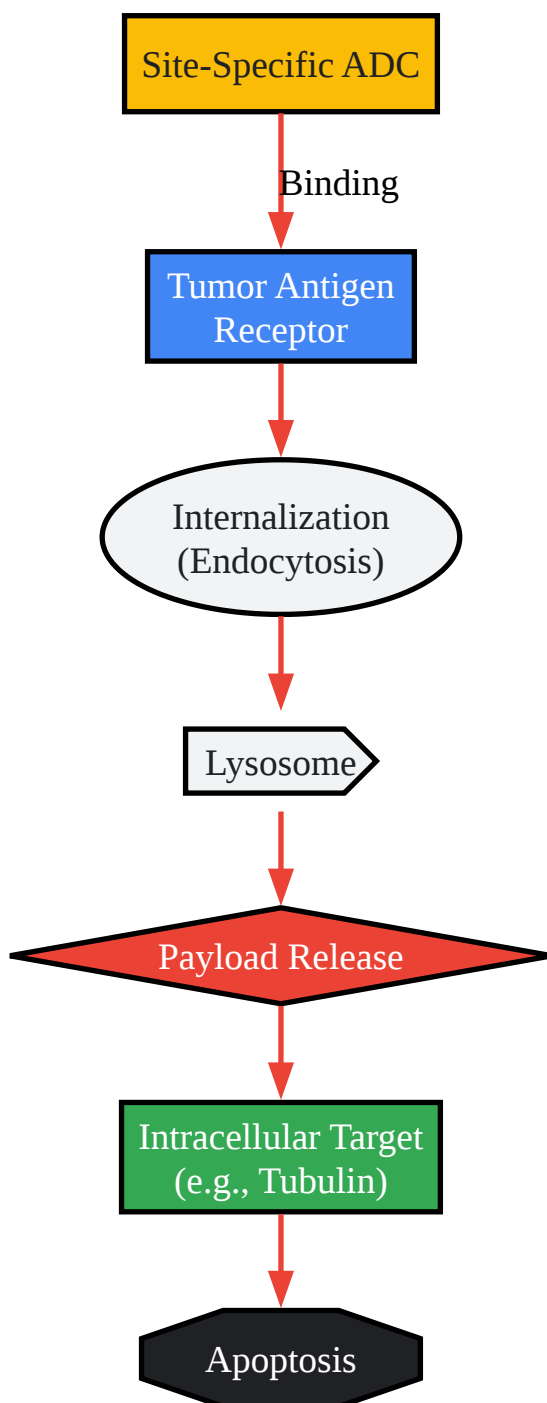 Site-Specific ADC
Binding
Tumor Antigen
Receptor
Internalization
(Endocytosis)
Lysosome
Payload Release
Intracellular Target
(e.g., Tubulin)
Apoptosis